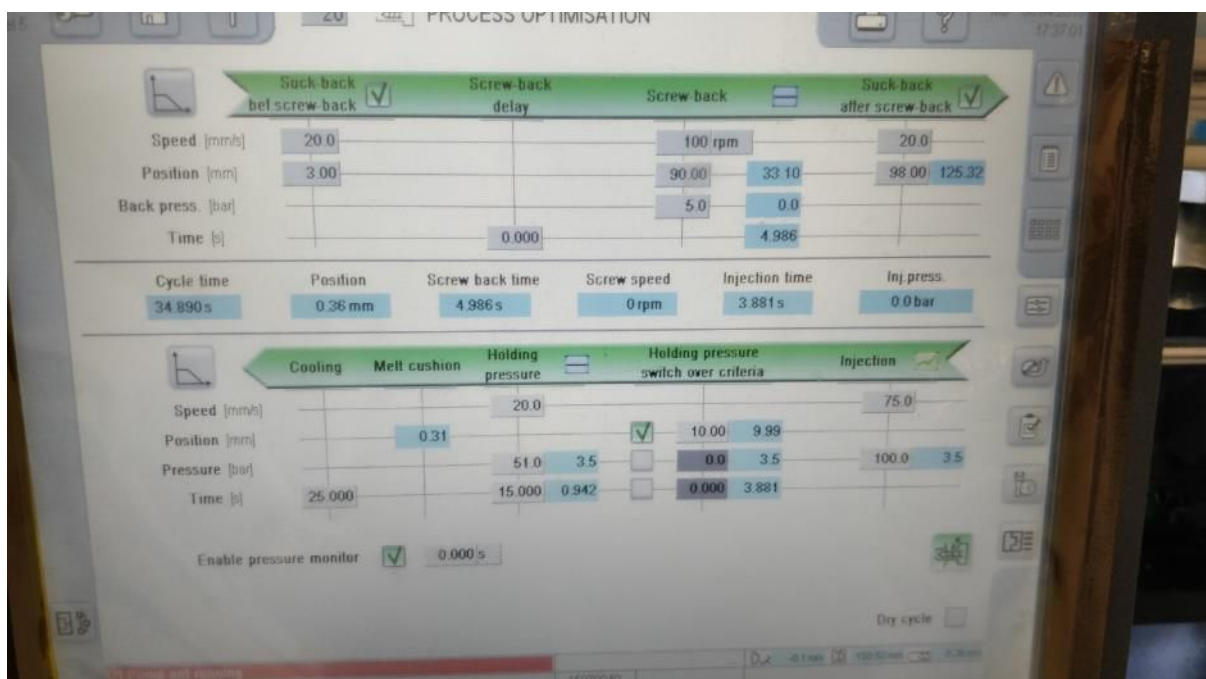 20 PROCESS OPTIMISATION
17:37:01
Suck-back bef.screw-back
Screw-back delay
Screw-back
Suck-back after screw-back
Speed [mm/s] 20.0 100 rpm 20.0
Position [mm] 3.00 90.00 33.10 98.00 125.32
Back press. [bar] 5.0 0.0
Time [s] 0.000 4.986
Cycle time Position Screw back time Screw speed Injection time Inj.press.
34.890 s 0.36 mm 4.986 s 0 rpm 3.881 s 0.0 bar
Cooling
Melt cushion
Holding pressure
Holding pressure switch over criteria
Injection
Speed [mm/s] 20.0 75.0
Position [mm] 0.31 10.00 9.99
Pressure [bar] 51.0 3.5 0.0 3.5 100.0 3.5
Time [s] 25.000 15.000 0.942 0.000 3.881
Enable pressure monitor 0.000 s
Dry cycle